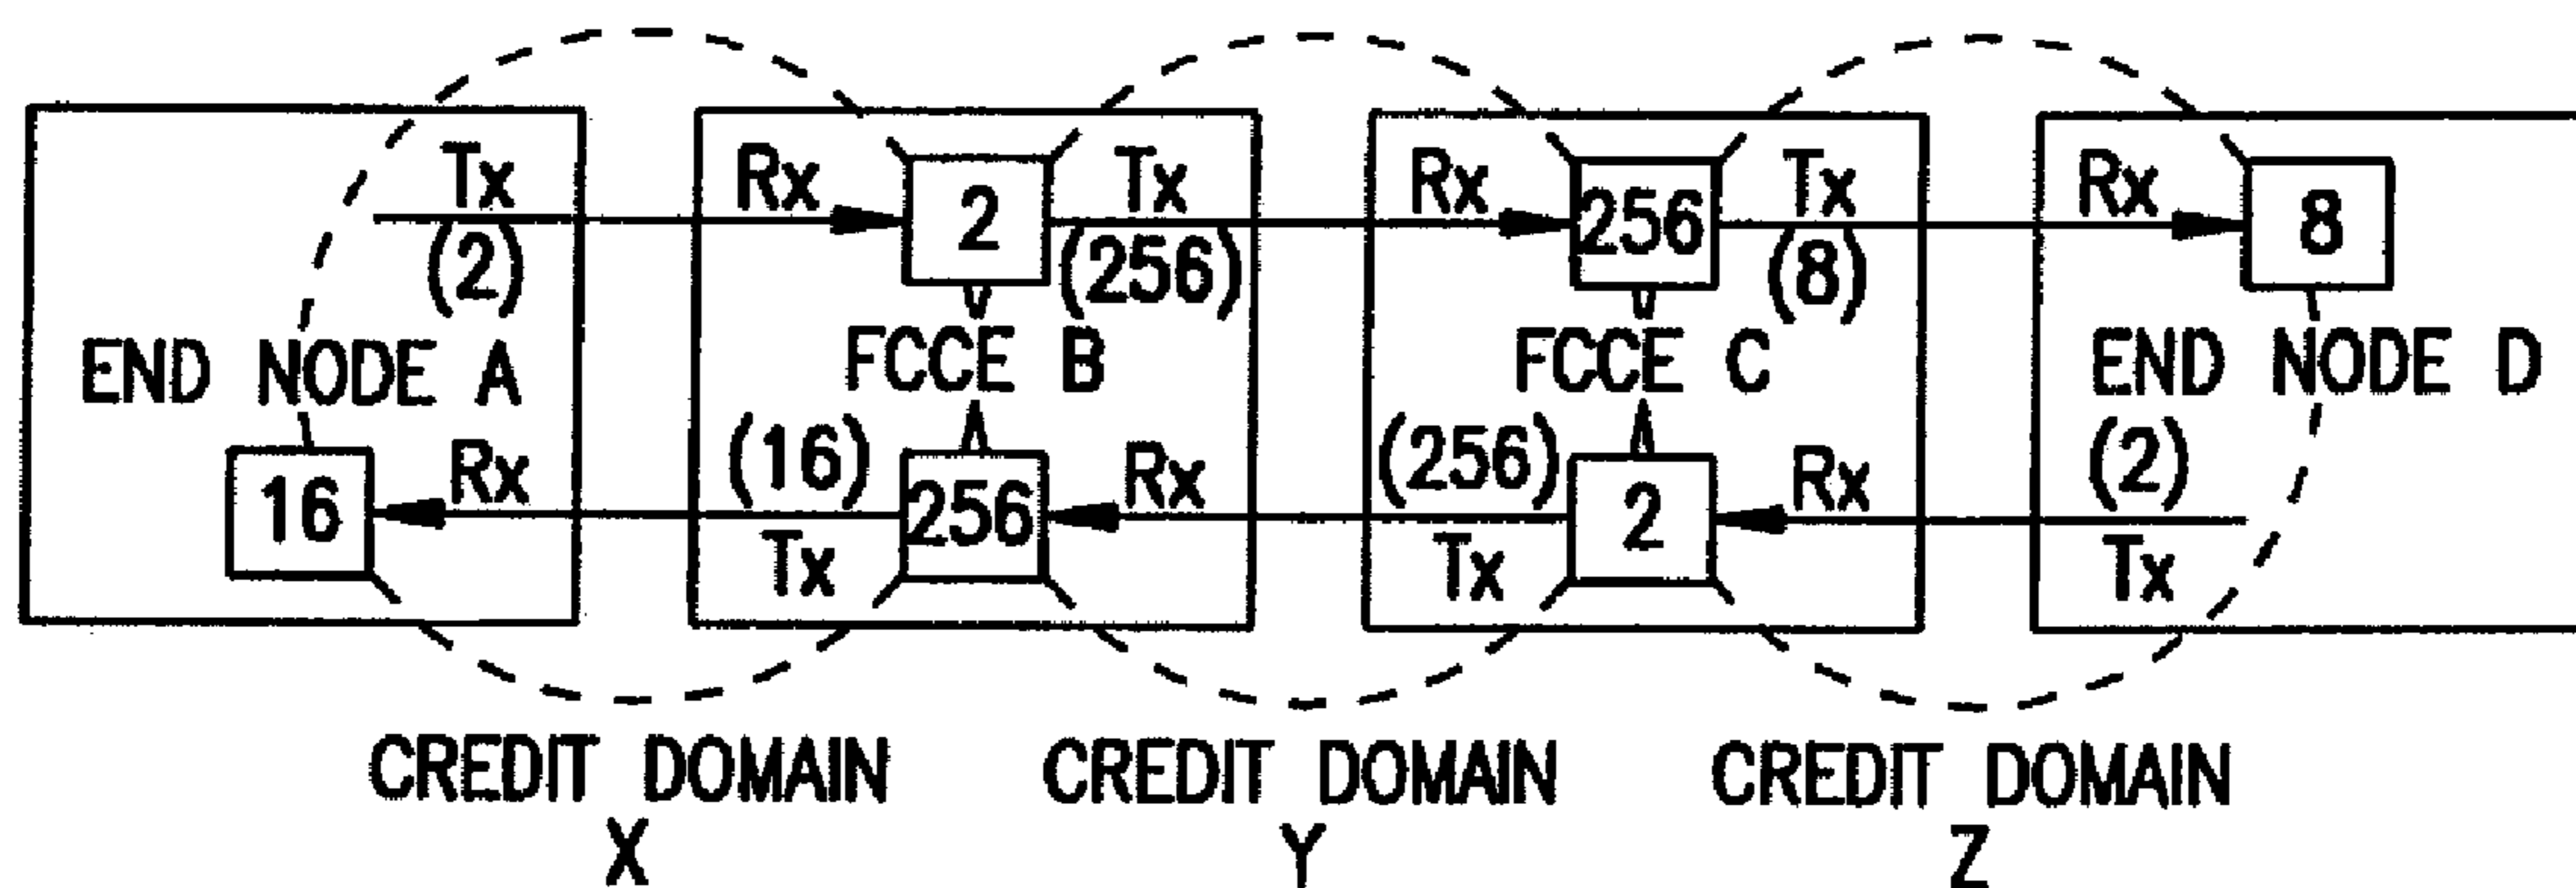 Tx Rx 2 Tx Rx 256 Tx Rx 8
(2) (256) (8)
END NODE A FCCE B FCCE C END NODE D
16 Rx (16) 256 Rx (256) 2 Rx (2)
Tx Tx Tx
CREDIT DOMAIN CREDIT DOMAIN CREDIT DOMAIN
X Y Z